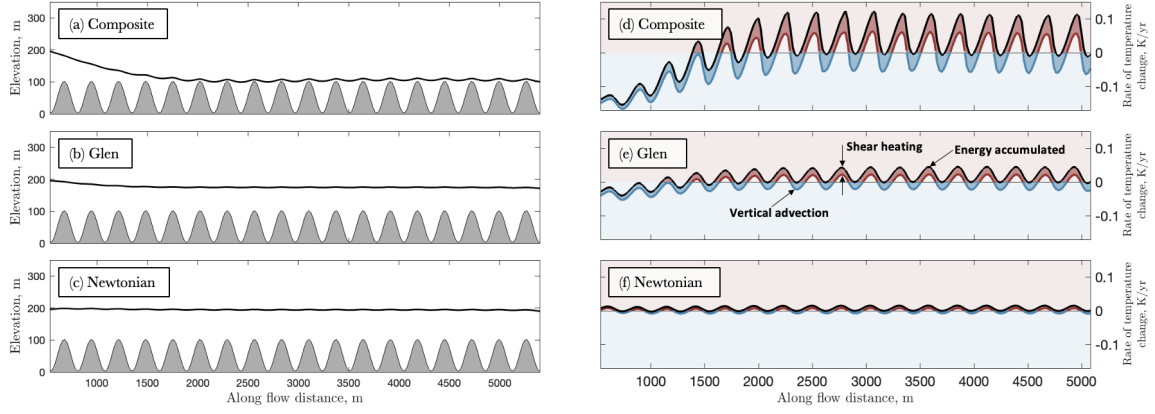 (a) Composite
Elevation, m
300
200
100
0
(b) Glen
Elevation, m
300
200
100
0
(c) Newtonian
Elevation, m
300
200
100
0
1000 1500 2000 2500 3000 3500 4000 4500 5000
Along flow distance, m
(d) Composite
0.1
0
-0.1
Rate of temperature
change, K/yr
(e) Glen
Shear heating
Energy accumulated
Vertical advection
0.1
0
-0.1
Rate of temperature
change, K/yr
(f) Newtonian
0.1
0
-0.1
Rate of temperature
change, K/yr
1000 1500 2000 2500 3000 3500 4000 4500 5000
Along flow distance, m